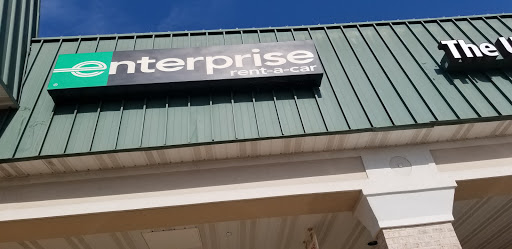 enterprise
rent-a-car
The